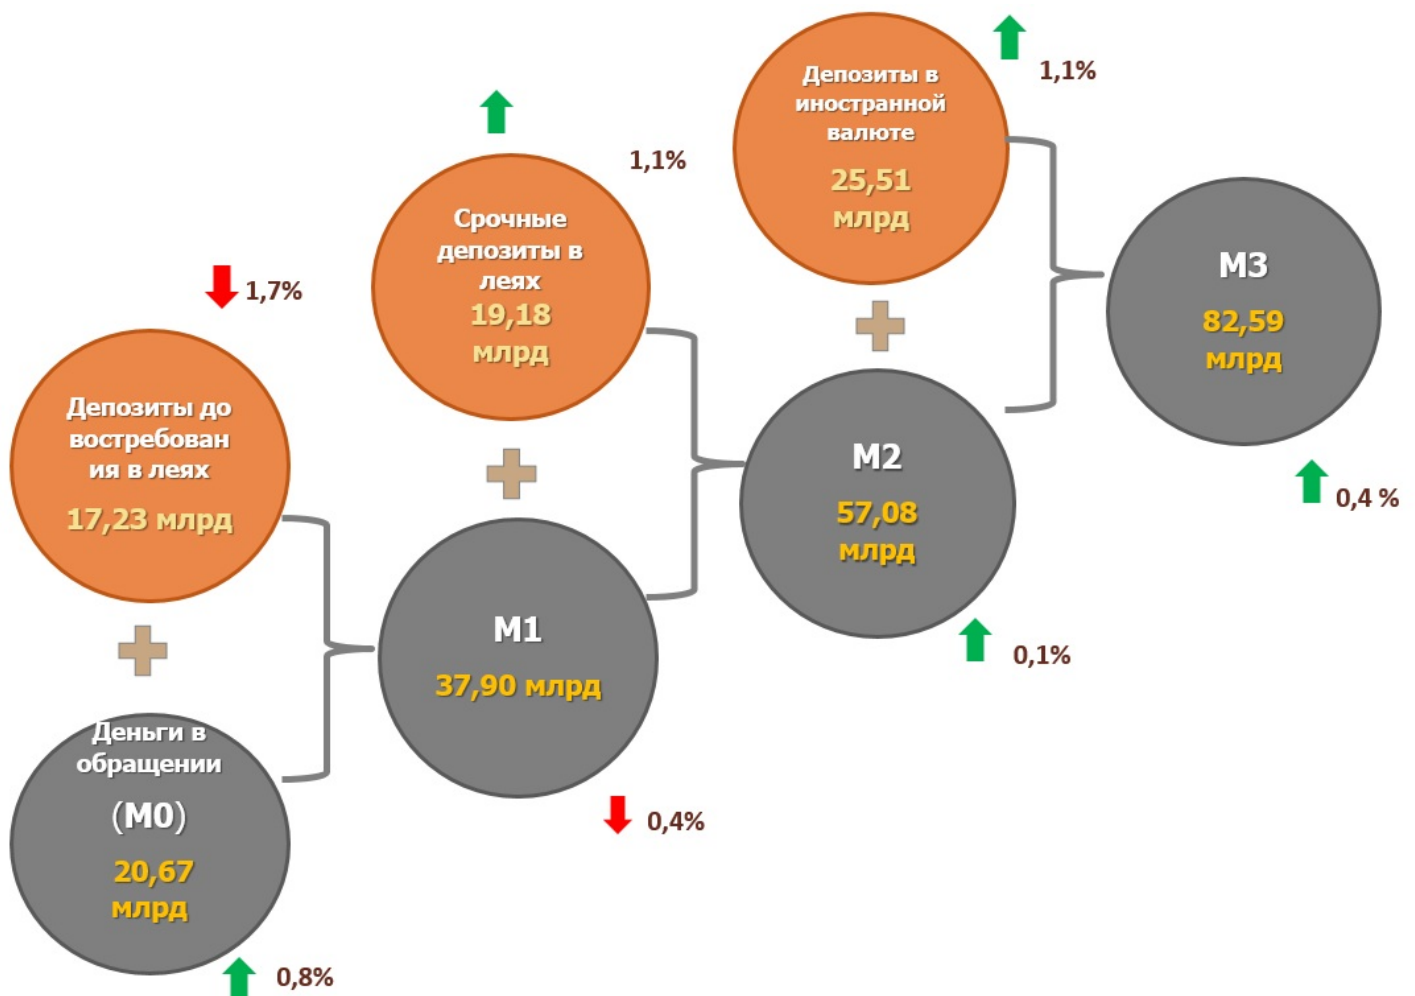 1,1%
Депозиты в
иностранной
валюте
25,51
млрд
1,1%
Срочные
депозиты в
леях
19,18
млрд
М3
82,59
млрд
0,4 %
1,7%
Депозиты до
востребован
ия в леях
17,23 млрд
М2
57,08
млрд
0,1%
М1
37,90 млрд
0,4%
Деньги в
обращении
(М0)
20,67
млрд
0,8%